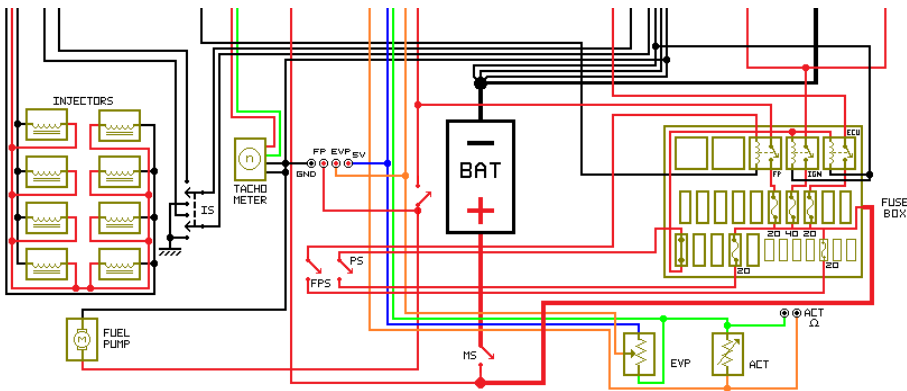 INJECTORS
n
TACHO
METER
FP EVP 5V
GND
IS
BAT
FP
IGN
ECU
FUSE
BOX
20 40 20
20
20
PS
FPS
FUEL
PUMP
M
MS
EVP
ACT
ACT
Ω